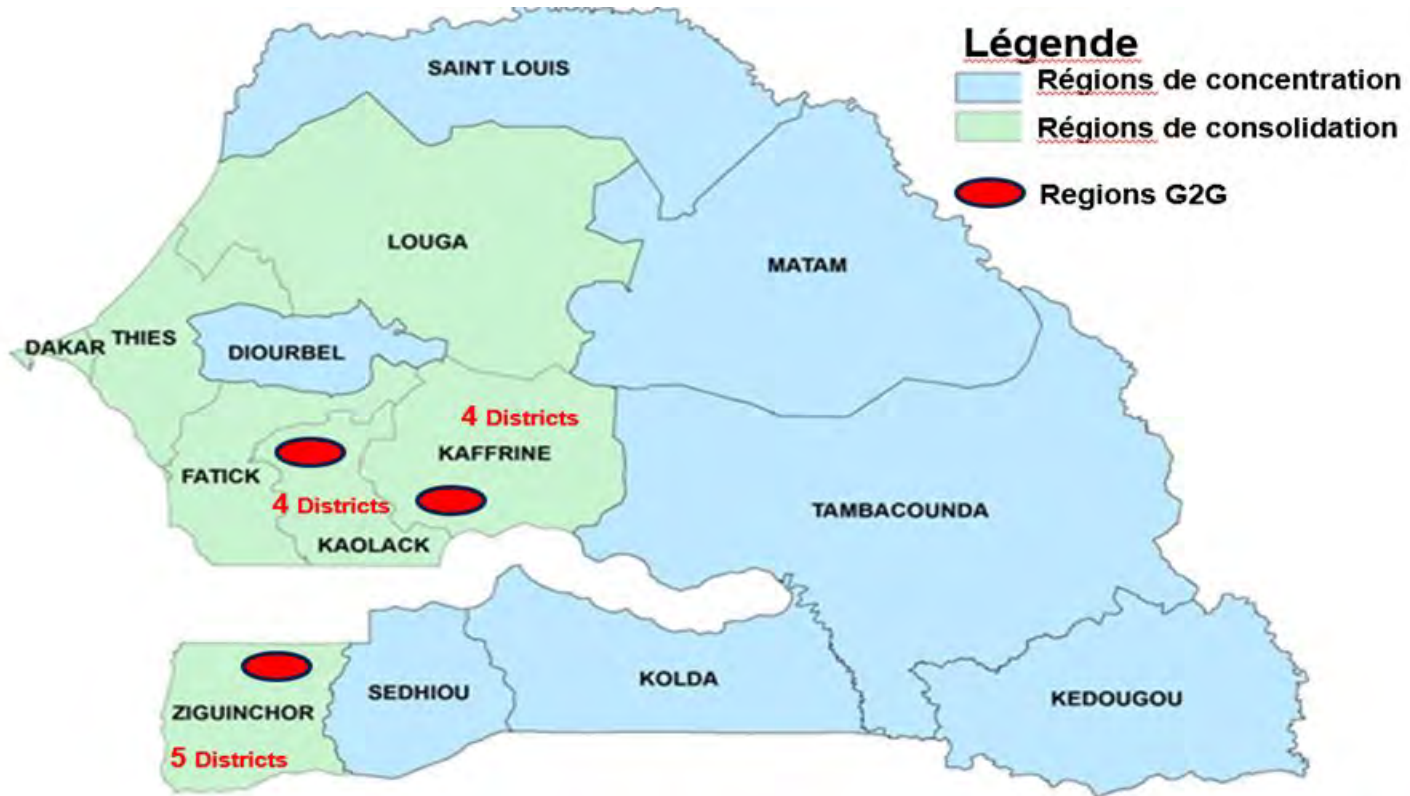 Légende
Régions de concentration
Régions de consolidation
Regions G2G
SAINT LOUIS
LOUGA
MATAM
DAKAR
THIES
DIOURBEL
4 Districts
KAFFRINE
FATICK
4 Districts
KAOLACK
TAMBACOUNDA
ZIGUINCHOR
5 Districts
SEDHIOU
KOLDA
KEDOUGOU